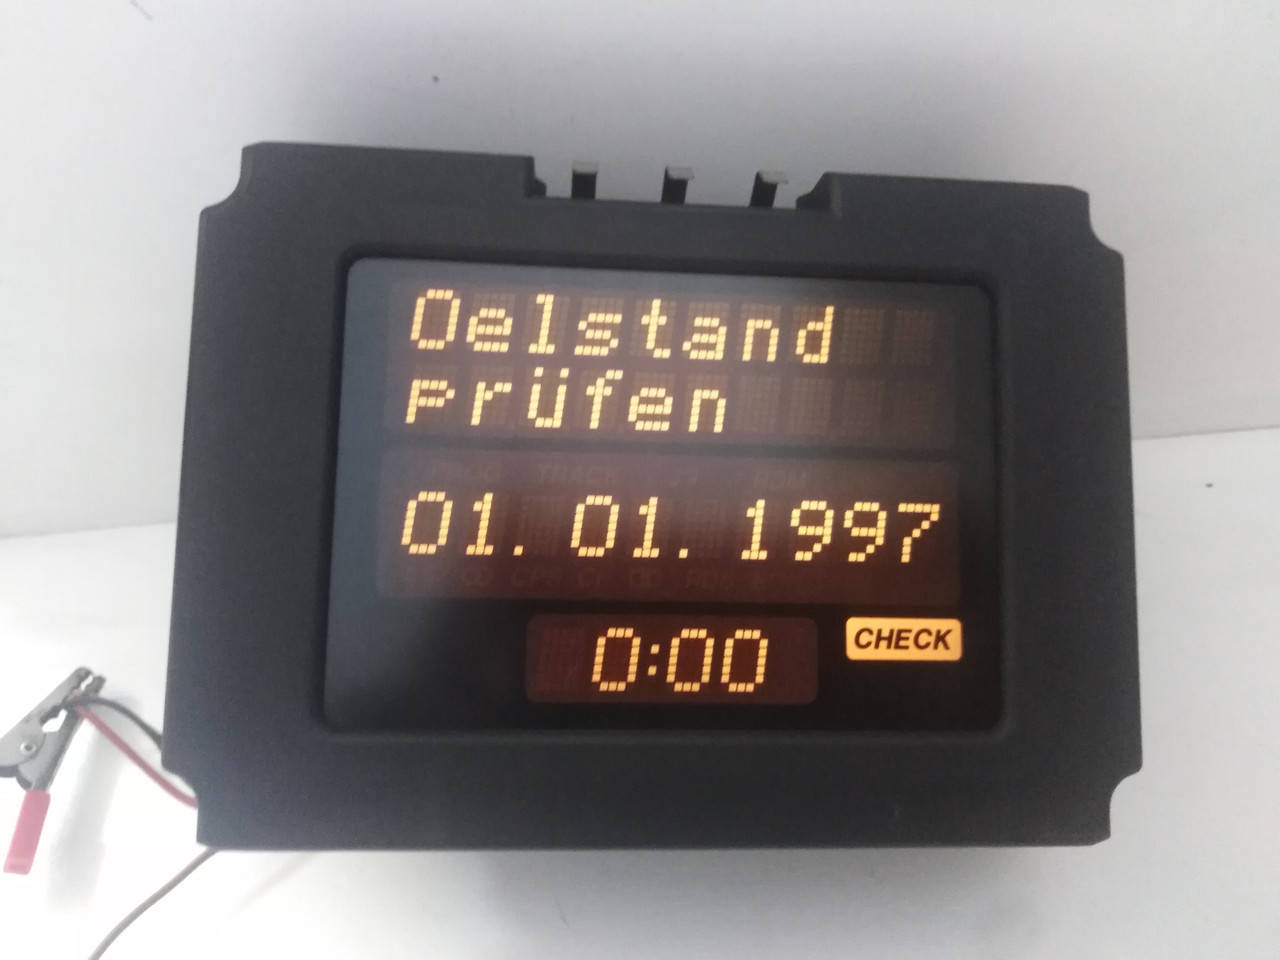 Oelstand
prüfen
01.01.1997
0:00
CHECK